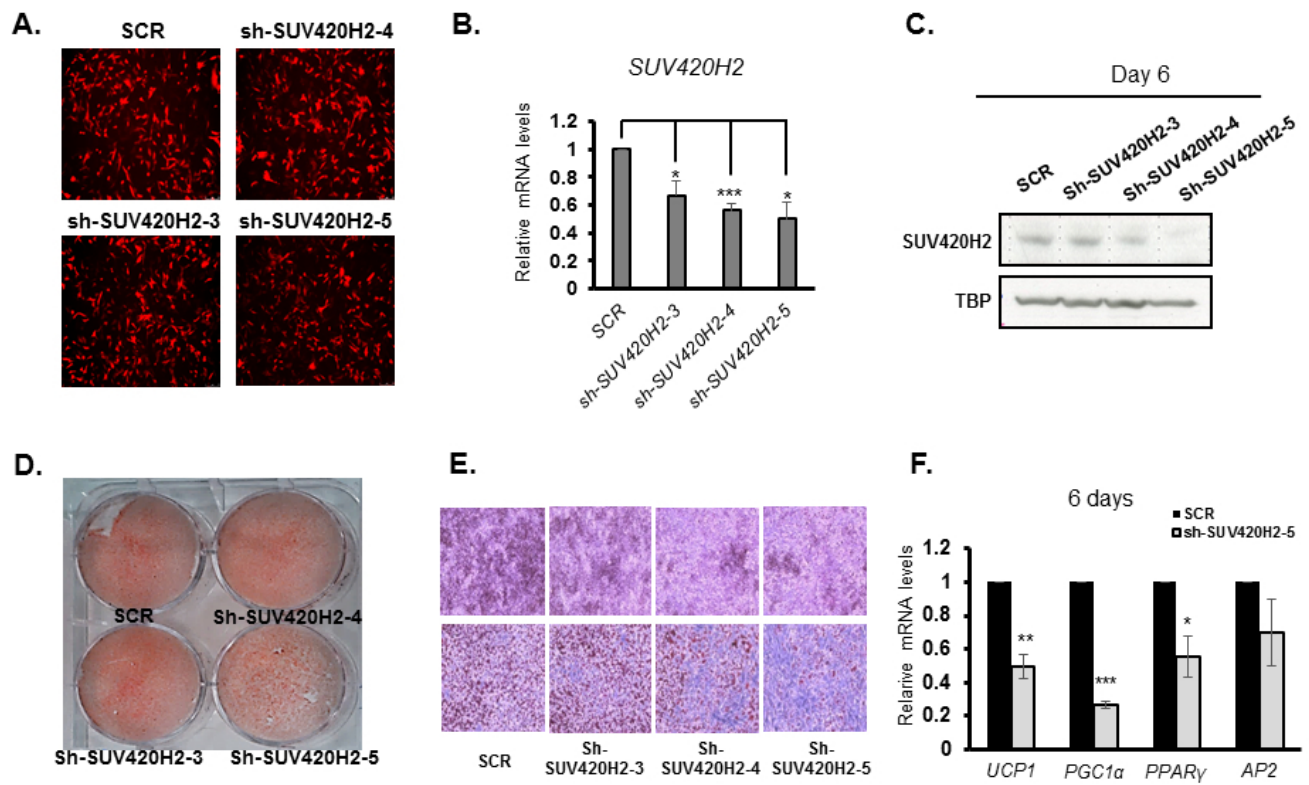 A.
SCR
sh-SUV420H2-4
sh-SUV420H2-3
sh-SUV420H2-5
B.
SUV420H2
Relative mRNA levels
1.2
1
0.8
0.6
0.4
0.2
0
*
***
*
SCR
sh-SUV420H2-3
sh-SUV420H2-4
sh-SUV420H2-5
C.
Day 6
SCR
Sh-SUV420H2-3
Sh-SUV420H2-4
Sh-SUV420H2-5
SUV420H2
TBP
D.
SCR
Sh-SUV420H2-4
Sh-SUV420H2-3
Sh-SUV420H2-5
E.
SCR
Sh-
SUV420H2-3
Sh-
SUV420H2-4
Sh-
SUV420H2-5
F.
6 days
SCR
sh-SUV420H2-5
Relarive mRNA levels
1.2
1
0.8
0.6
0.4
0.2
0
**
***
*
UCP1
PGC1α
PPARγ
AP2